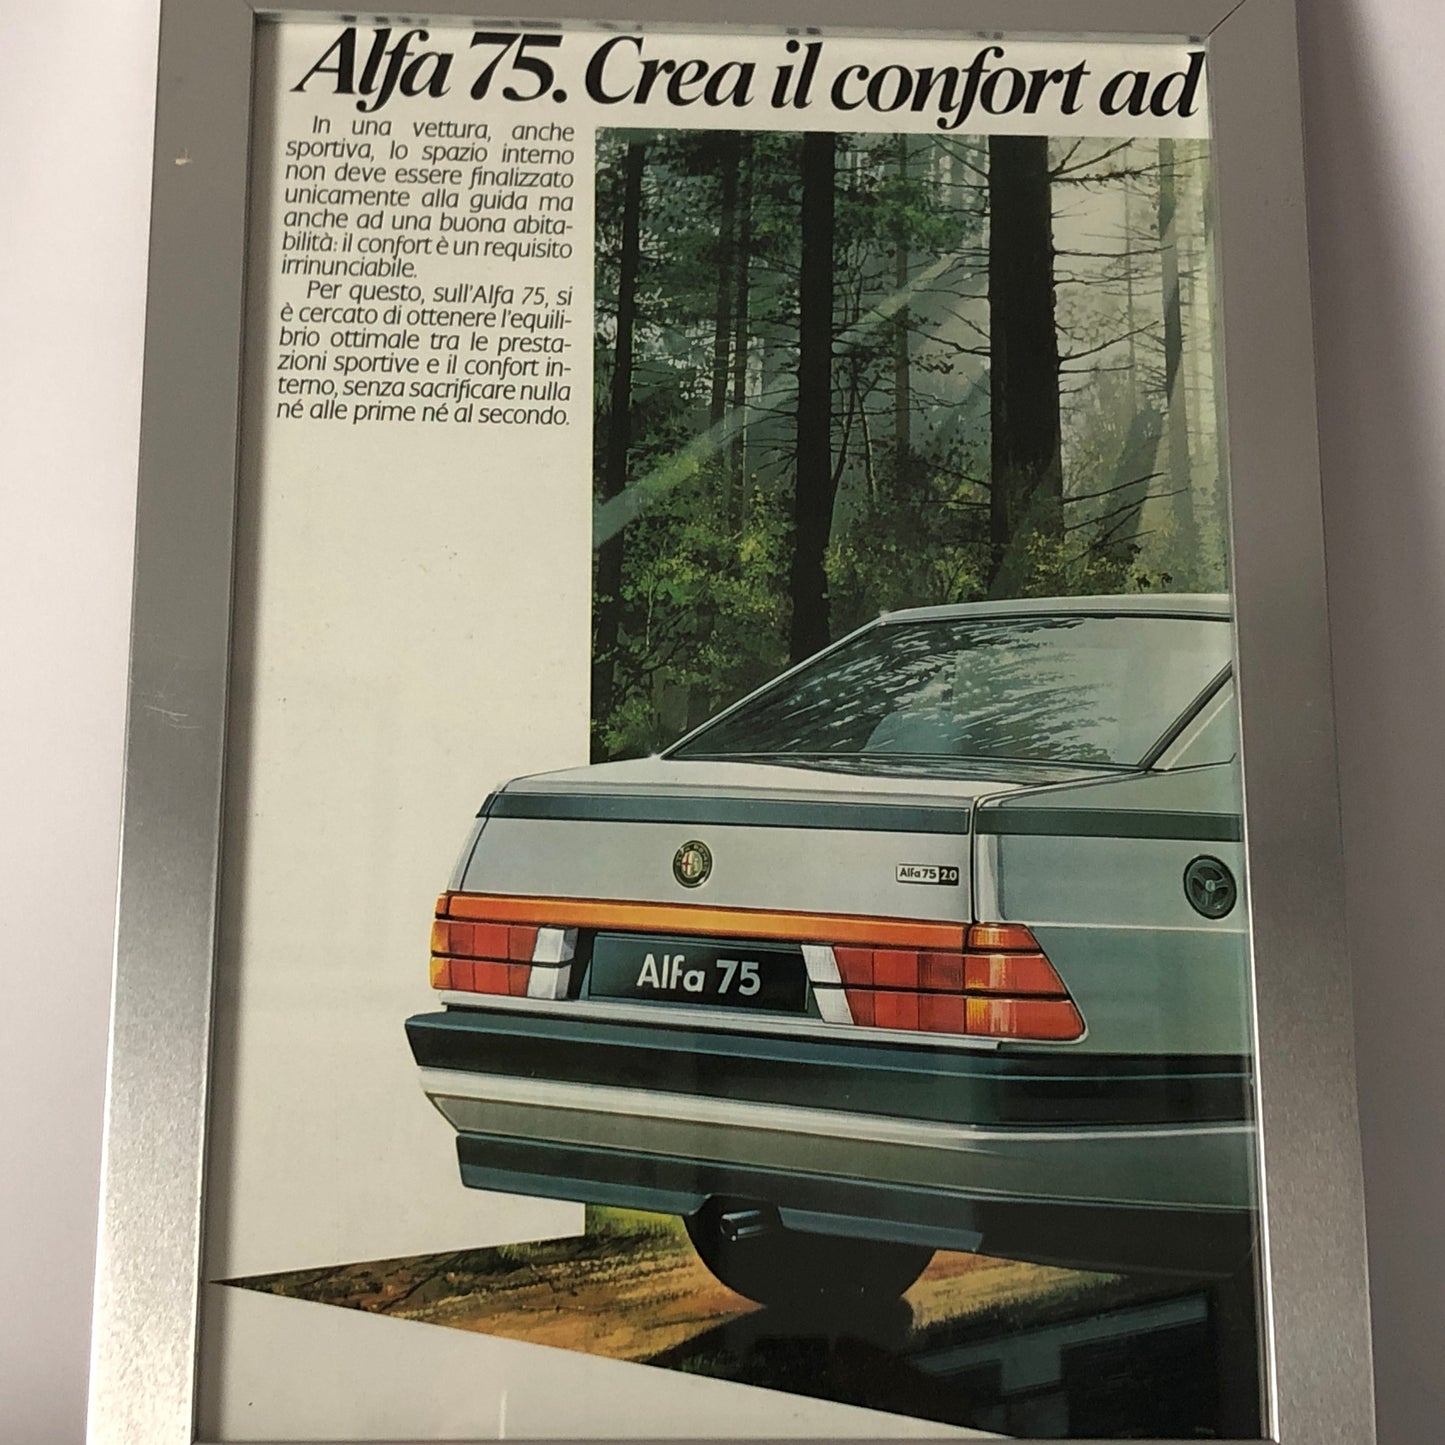 Alfa 75. Crea il confort ad
In una vettura, anche
sportiva, lo spazio interno
non deve essere finalizzato
unicamente alla guida ma
anche ad una buona abita-
bilità: il confort è un requisito
irrinunciabile.
Per questo, sull'Alfa 75, si
è cercato di ottenere l'equili-
brio ottimale tra le presta-
zioni sportive e il confort in-
terno, senza sacrificare nulla
né alle prime né al secondo.
Alfa 75 2.0
Alfa 75